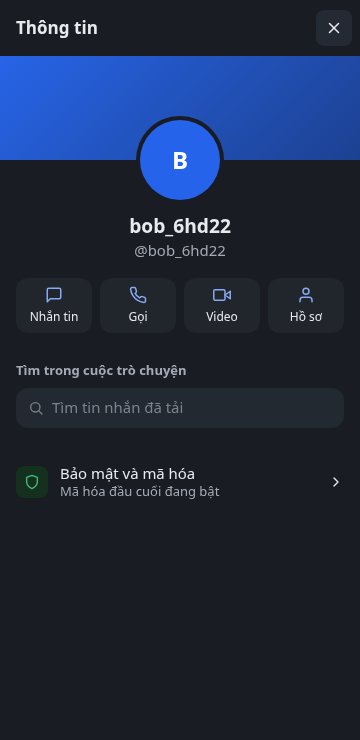 Thông tin
B
bob_6hd22
@bob_6hd22
Nhắn tin
Gọi
Video
Hồ sơ
Tìm trong cuộc trò chuyện
Tìm tin nhắn đã tải
Bảo mật và mã hóa
Mã hóa đầu cuối đang bật